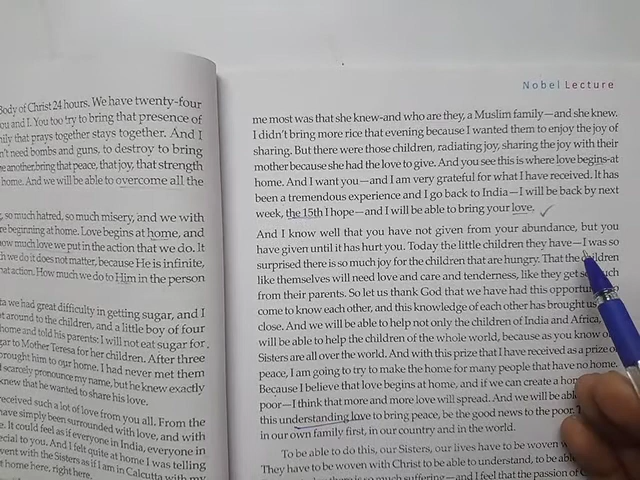 Body of Christ 24 hours. We have twenty-four
ou and I. You too try to bring that presence of
mily that prays together stays together. And I
n't need bombs and guns, to destroy to bring
e another, bring that peace, that joy, that strength
home. And we will be able to overcome all the
, so much hatred, so much misery, and we with
re beginning at home. Love begins at home, and
how much love we put in the action that we do. It
we do it does not matter, because He is infinite,
hat action. How much we do to Him in the person
ta we had great difficulty in getting sugar, and I
t around to the children, and a little boy of four
home and told his parents: I will not eat sugar for
gar to Mother Teresa for her children. After three
brought him to our home. I had never met them
d scarcely pronounce my name, but he knew exactly
knew that he wanted to share his love.
received such a lot of love from you all. From the
have simply been surrounded with love, and with
It could feel as if everyone in India, everyone in
ecial to you. And I felt quite at home I was telling
vent with the Sisters as if I am in Calcutta with my
t home here, right here.
Nobel Lecture
me most was that she knew-and who are they, a Muslim family—and she knew.
I didn't bring more rice that evening because I wanted them to enjoy the joy of
sharing. But there were those children, radiating joy, sharing the joy with their
mother because she had the love to give. And you see this is where love begins-at
home. And I want you—and I am very grateful for what I have received. It has
been a tremendous experience and I go back to India—I will be back by next
week, the 15th I hope—and I will be able to bring your love.
And I know well that you have not given from your abundance, but you
have given until it has hurt you. Today the little children they have—I was so
surprised there is so much joy for the children that are hungry. That the children
like themselves will need love and care and tenderness, like they get so much
from their parents. So let us thank God that we have had this opportu
come to know each other, and this knowledge of each other has brought us
close. And we will be able to help not only the children of India and Africa,
will be able to help the children of the whole world, because as you know o
Sisters are all over the world. And with this prize that I have received as a prize o
peace, I am going to try to make the home for many people that have no home.
Because I believe that love begins at home, and if we can create a hom
poor—I think that more and more love will spread. And we will be abl
this understanding love to bring peace, be the good news to the poor.
in our own family first, in our country and in the world.
To be able to do this, our Sisters, our lives have to be woven
They have to be woven with Christ to be able to understand, to be ab
because there is so much suffering—and I feel that the passion of C